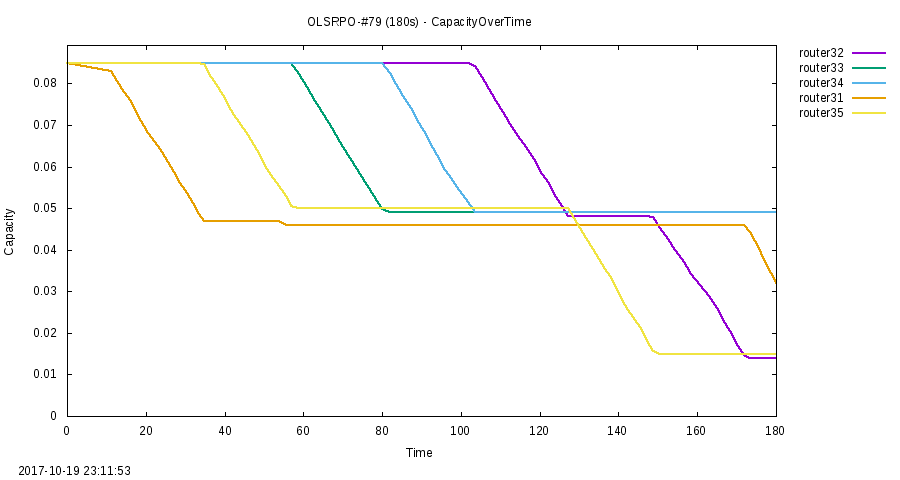 OLSRPO-#79 (180s) - CapacityOverTime
router32
router33
router34
router31
router35
0.08
0.07
0.06
0.05
0.04
0.03
0.02
0.01
0
Capacity
0 20 40 60 80 100 120 140 160 180
Time
2017-10-19 23:11:53